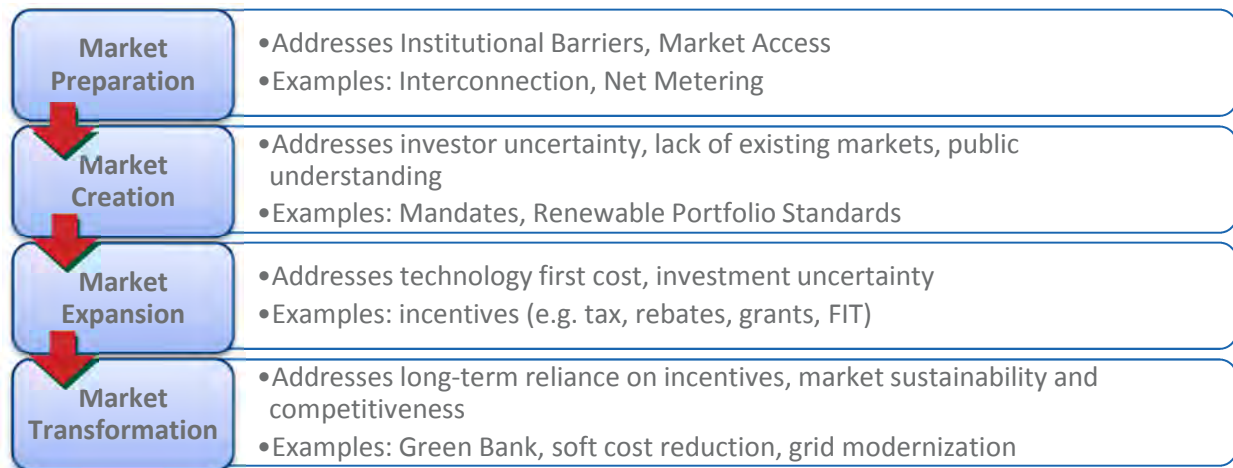 Market
Preparation
•Addresses Institutional Barriers, Market Access
•Examples: Interconnection, Net Metering
Market
Creation
•Addresses investor uncertainty, lack of existing markets, public
understanding
•Examples: Mandates, Renewable Portfolio Standards
Market
Expansion
•Addresses technology first cost, investment uncertainty
•Examples: incentives (e.g. tax, rebates, grants, FIT)
Market
Transformation
•Addresses long-term reliance on incentives, market sustainability and
competitiveness
•Examples: Green Bank, soft cost reduction, grid modernization